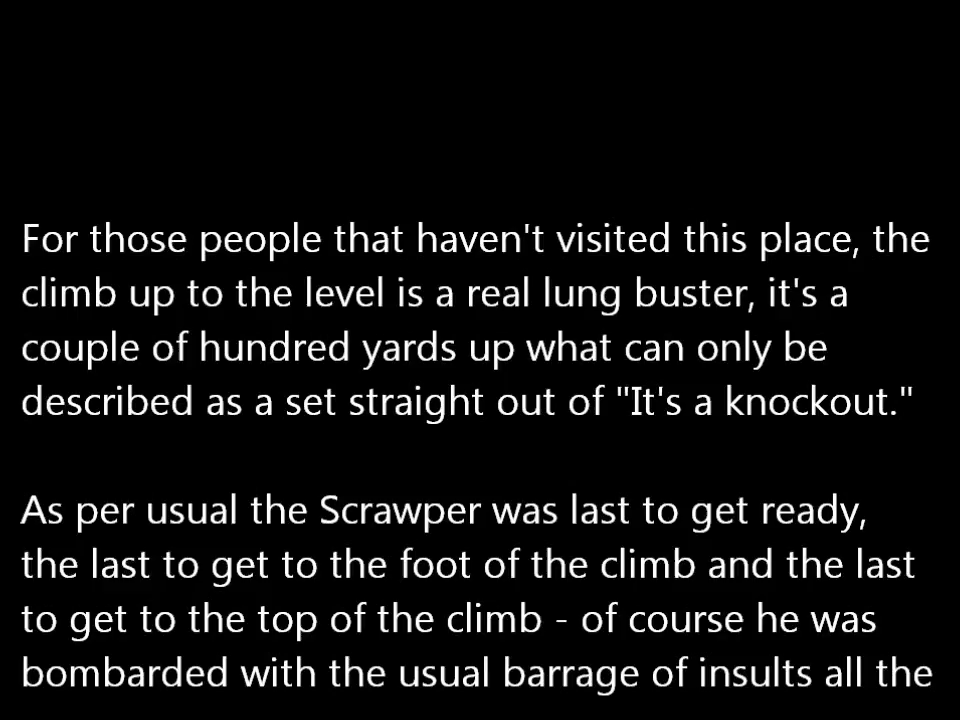 For those people that haven't visited this place, the
climb up to the level is a real lung buster, it's a
couple of hundred yards up what can only be
described as a set straight out of "It's a knockout."
As per usual the Scrawper was last to get ready,
the last to get to the foot of the climb and the last
to get to the top of the climb - of course he was
bombarded with the usual barrage of insults all the